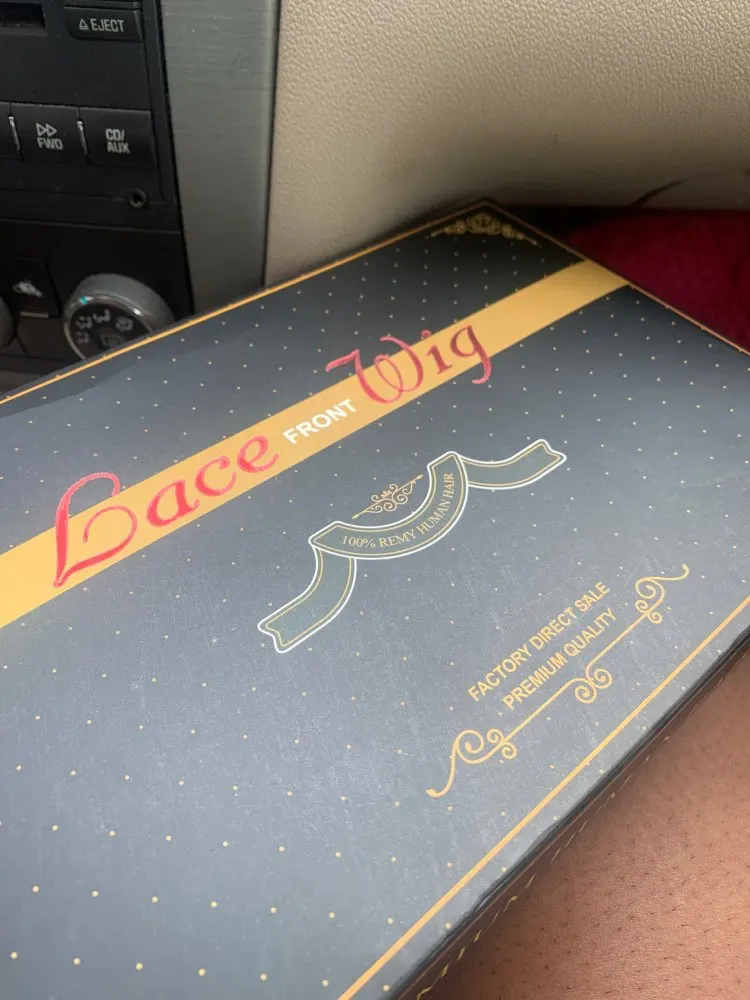 EJECT
FWD
CD/
AUX
Lace FRONT Wig
100% REMY HUMAN HAIR
FACTORY DIRECT SALE
PREMIUM QUALITY